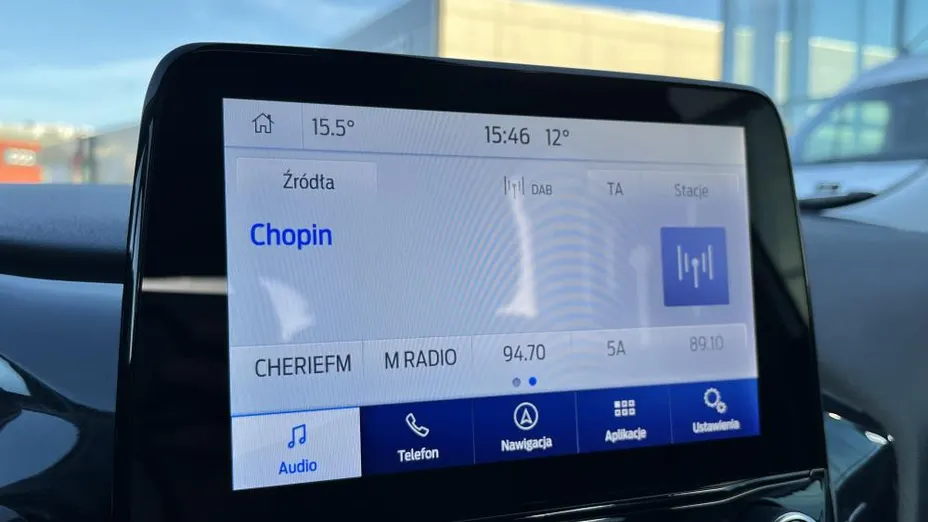 15.5° 15:46 12°
Źródła DAB TA Stacje
Chopin
CHERIEFM M RADIO 94.70 5A 89.10
Audio Telefon Nawigacja Aplikacje Ustawienia